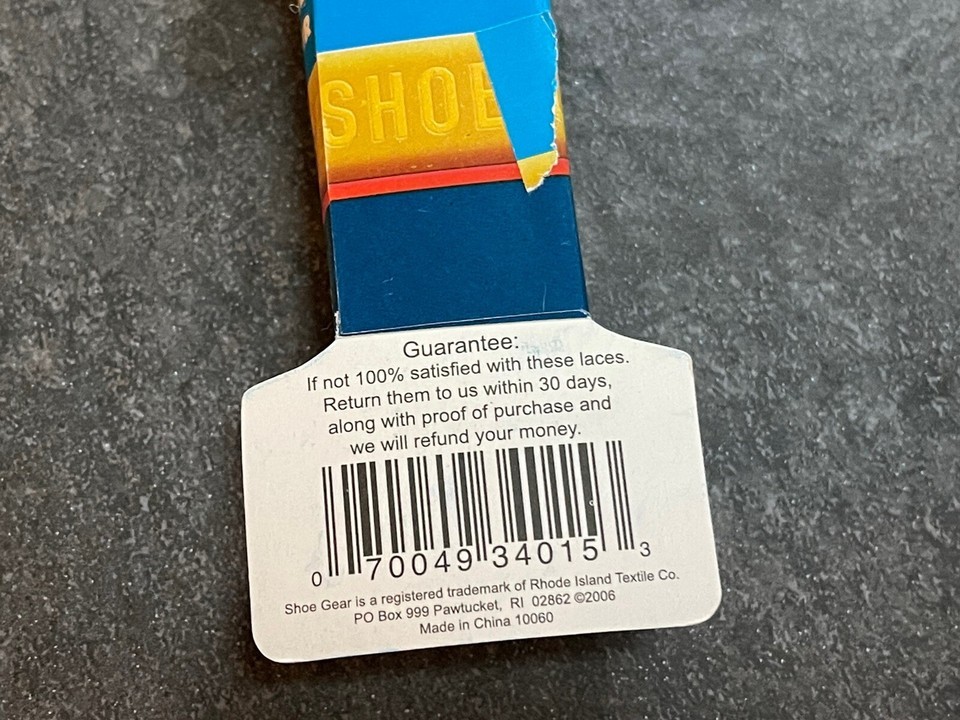 SHOE
Guarantee:
If not 100% satisfied with these laces.
Return them to us within 30 days,
along with proof of purchase and
we will refund your money.
0 70049 34015 3
Shoe Gear is a registered trademark of Rhode Island Textile Co.
PO Box 999 Pawtucket, RI 02862 ©2006
Made in China 10060